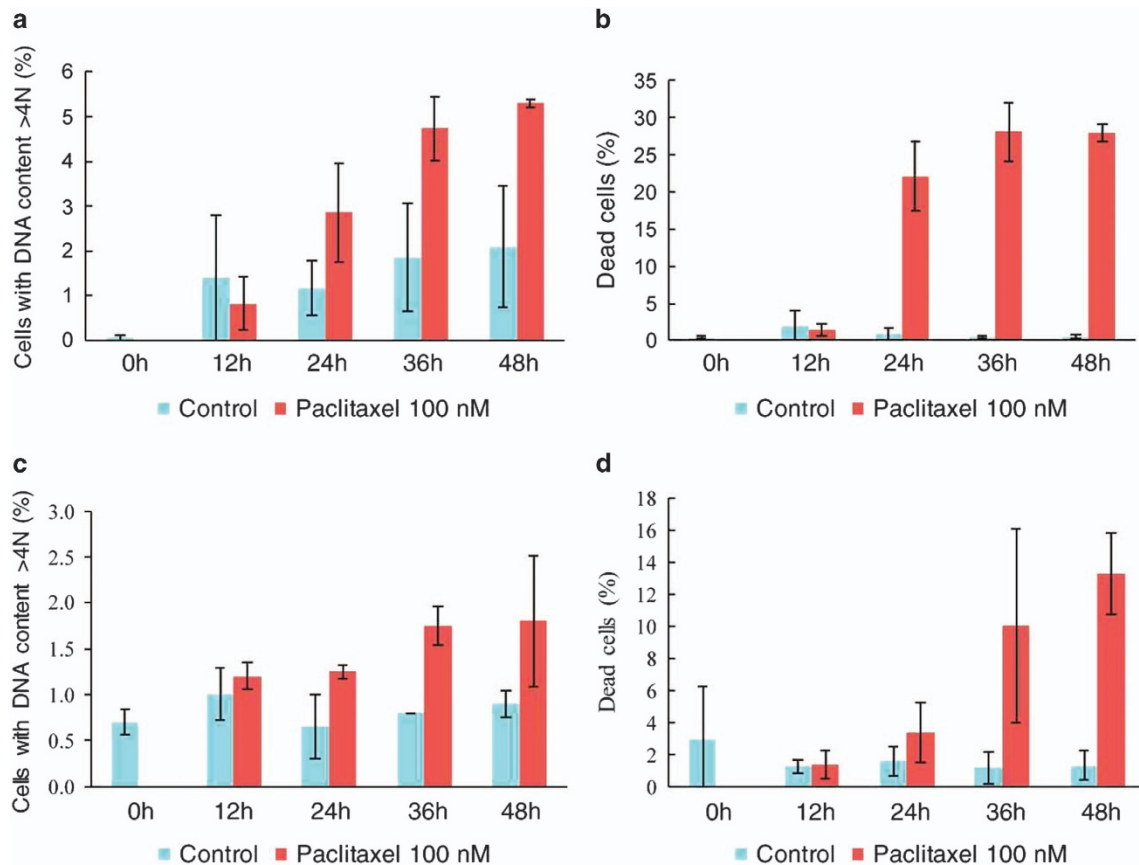 a
Cells with DNA content >4N (%)
6
5
4
3
2
1
0
0h 12h 24h 36h 48h
Control Paclitaxel 100 nM
b
Dead cells (%)
35
30
25
20
15
10
5
0
0h 12h 24h 36h 48h
Control Paclitaxel 100 nM
c
Cells with DNA content >4N (%)
3.0
2.5
2.0
1.5
1.0
0.5
0.0
0h 12h 24h 36h 48h
Control Paclitaxel 100 nM
d
Dead cells (%)
18
16
14
12
10
8
6
4
2
0
0h 12h 24h 36h 48h
Control Paclitaxel 100 nM